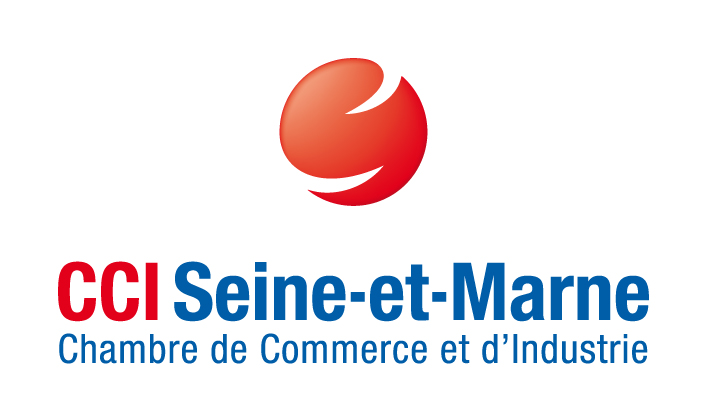 CCI Seine-et-Marne
Chambre de Commerce et d’Industrie